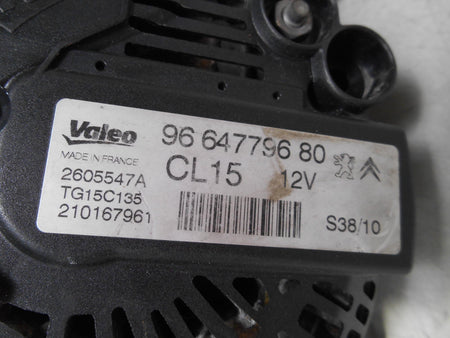 Valeo 96 647796 80
MADE IN FRANCE
2605547A CL15 12V
TG15C135
210167961 S38/10